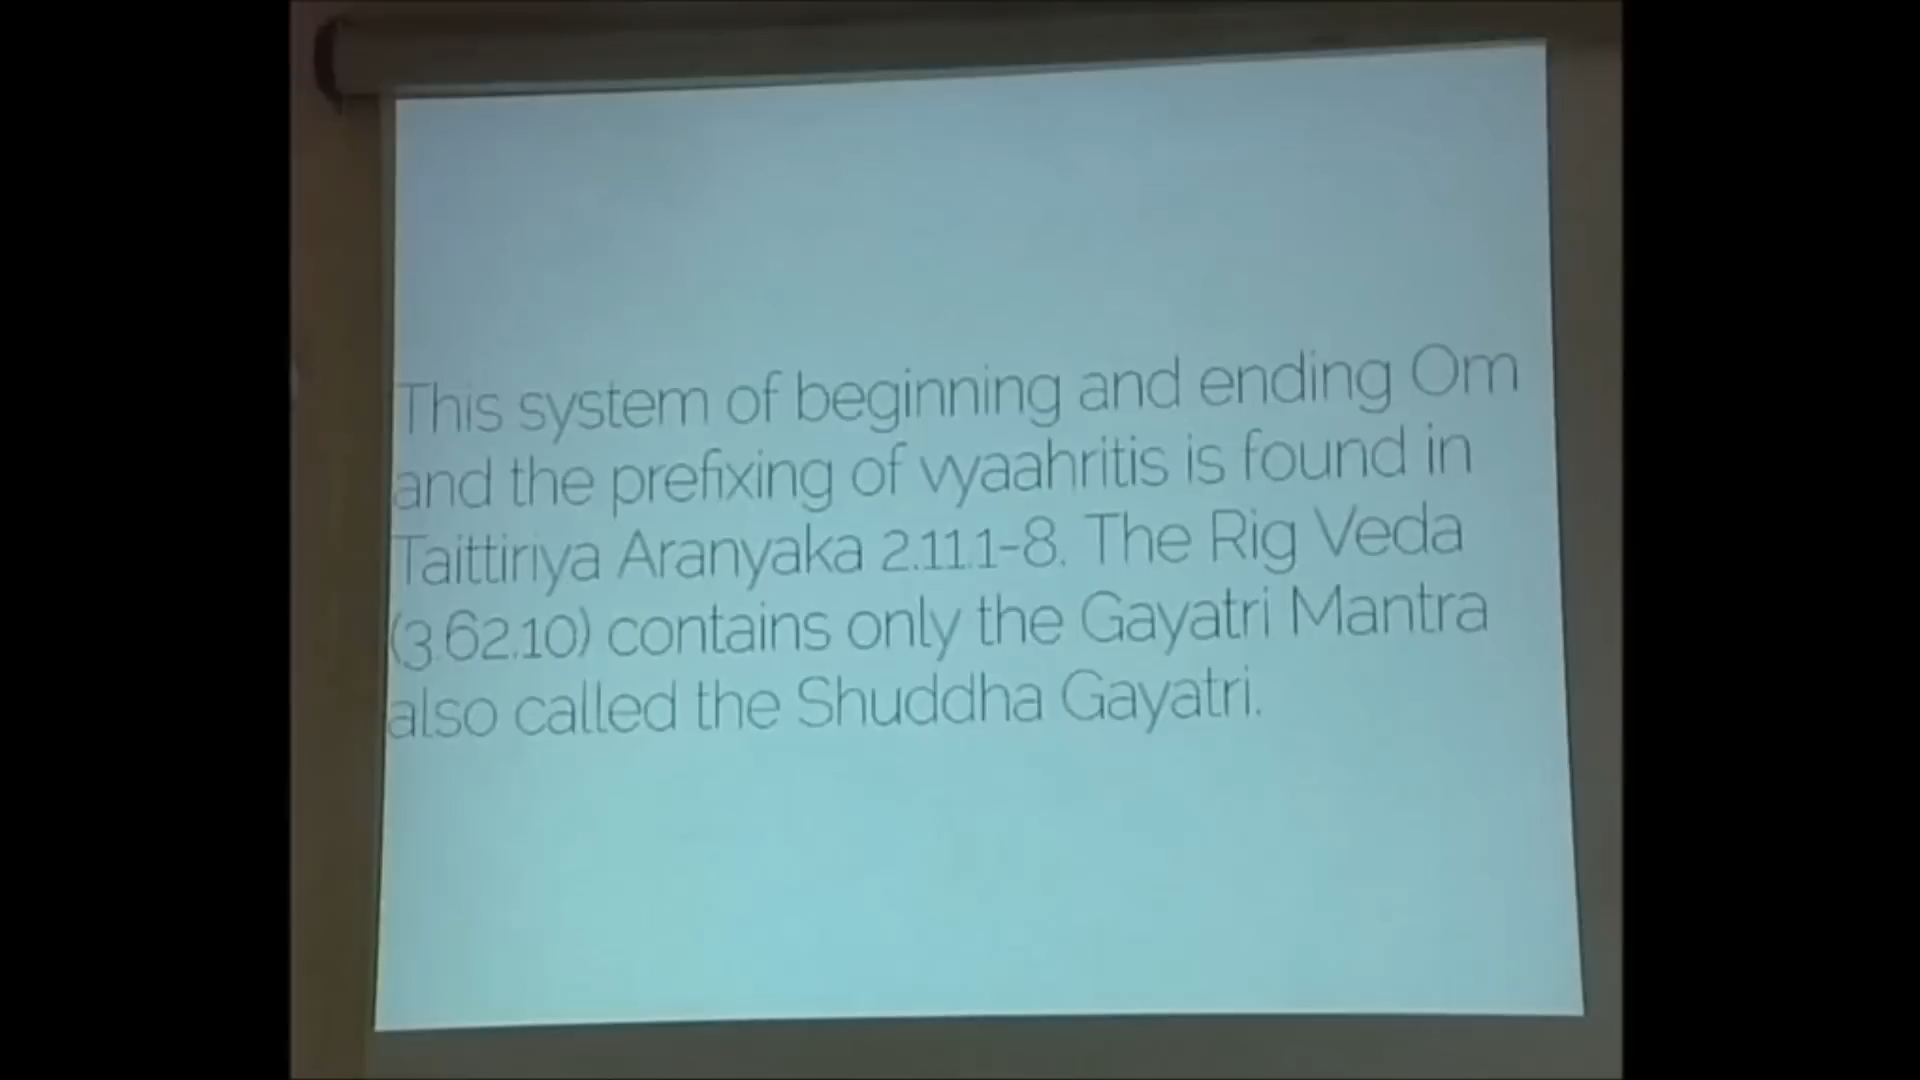 This system of beginning and ending Om
and the prefixing of vyaahritis is found in
Taittiriya Aranyaka 2.11.1-8. The Rig Veda
(3.62.10) contains only the Gayatri Mantra
also called the Shuddha Gayatri.